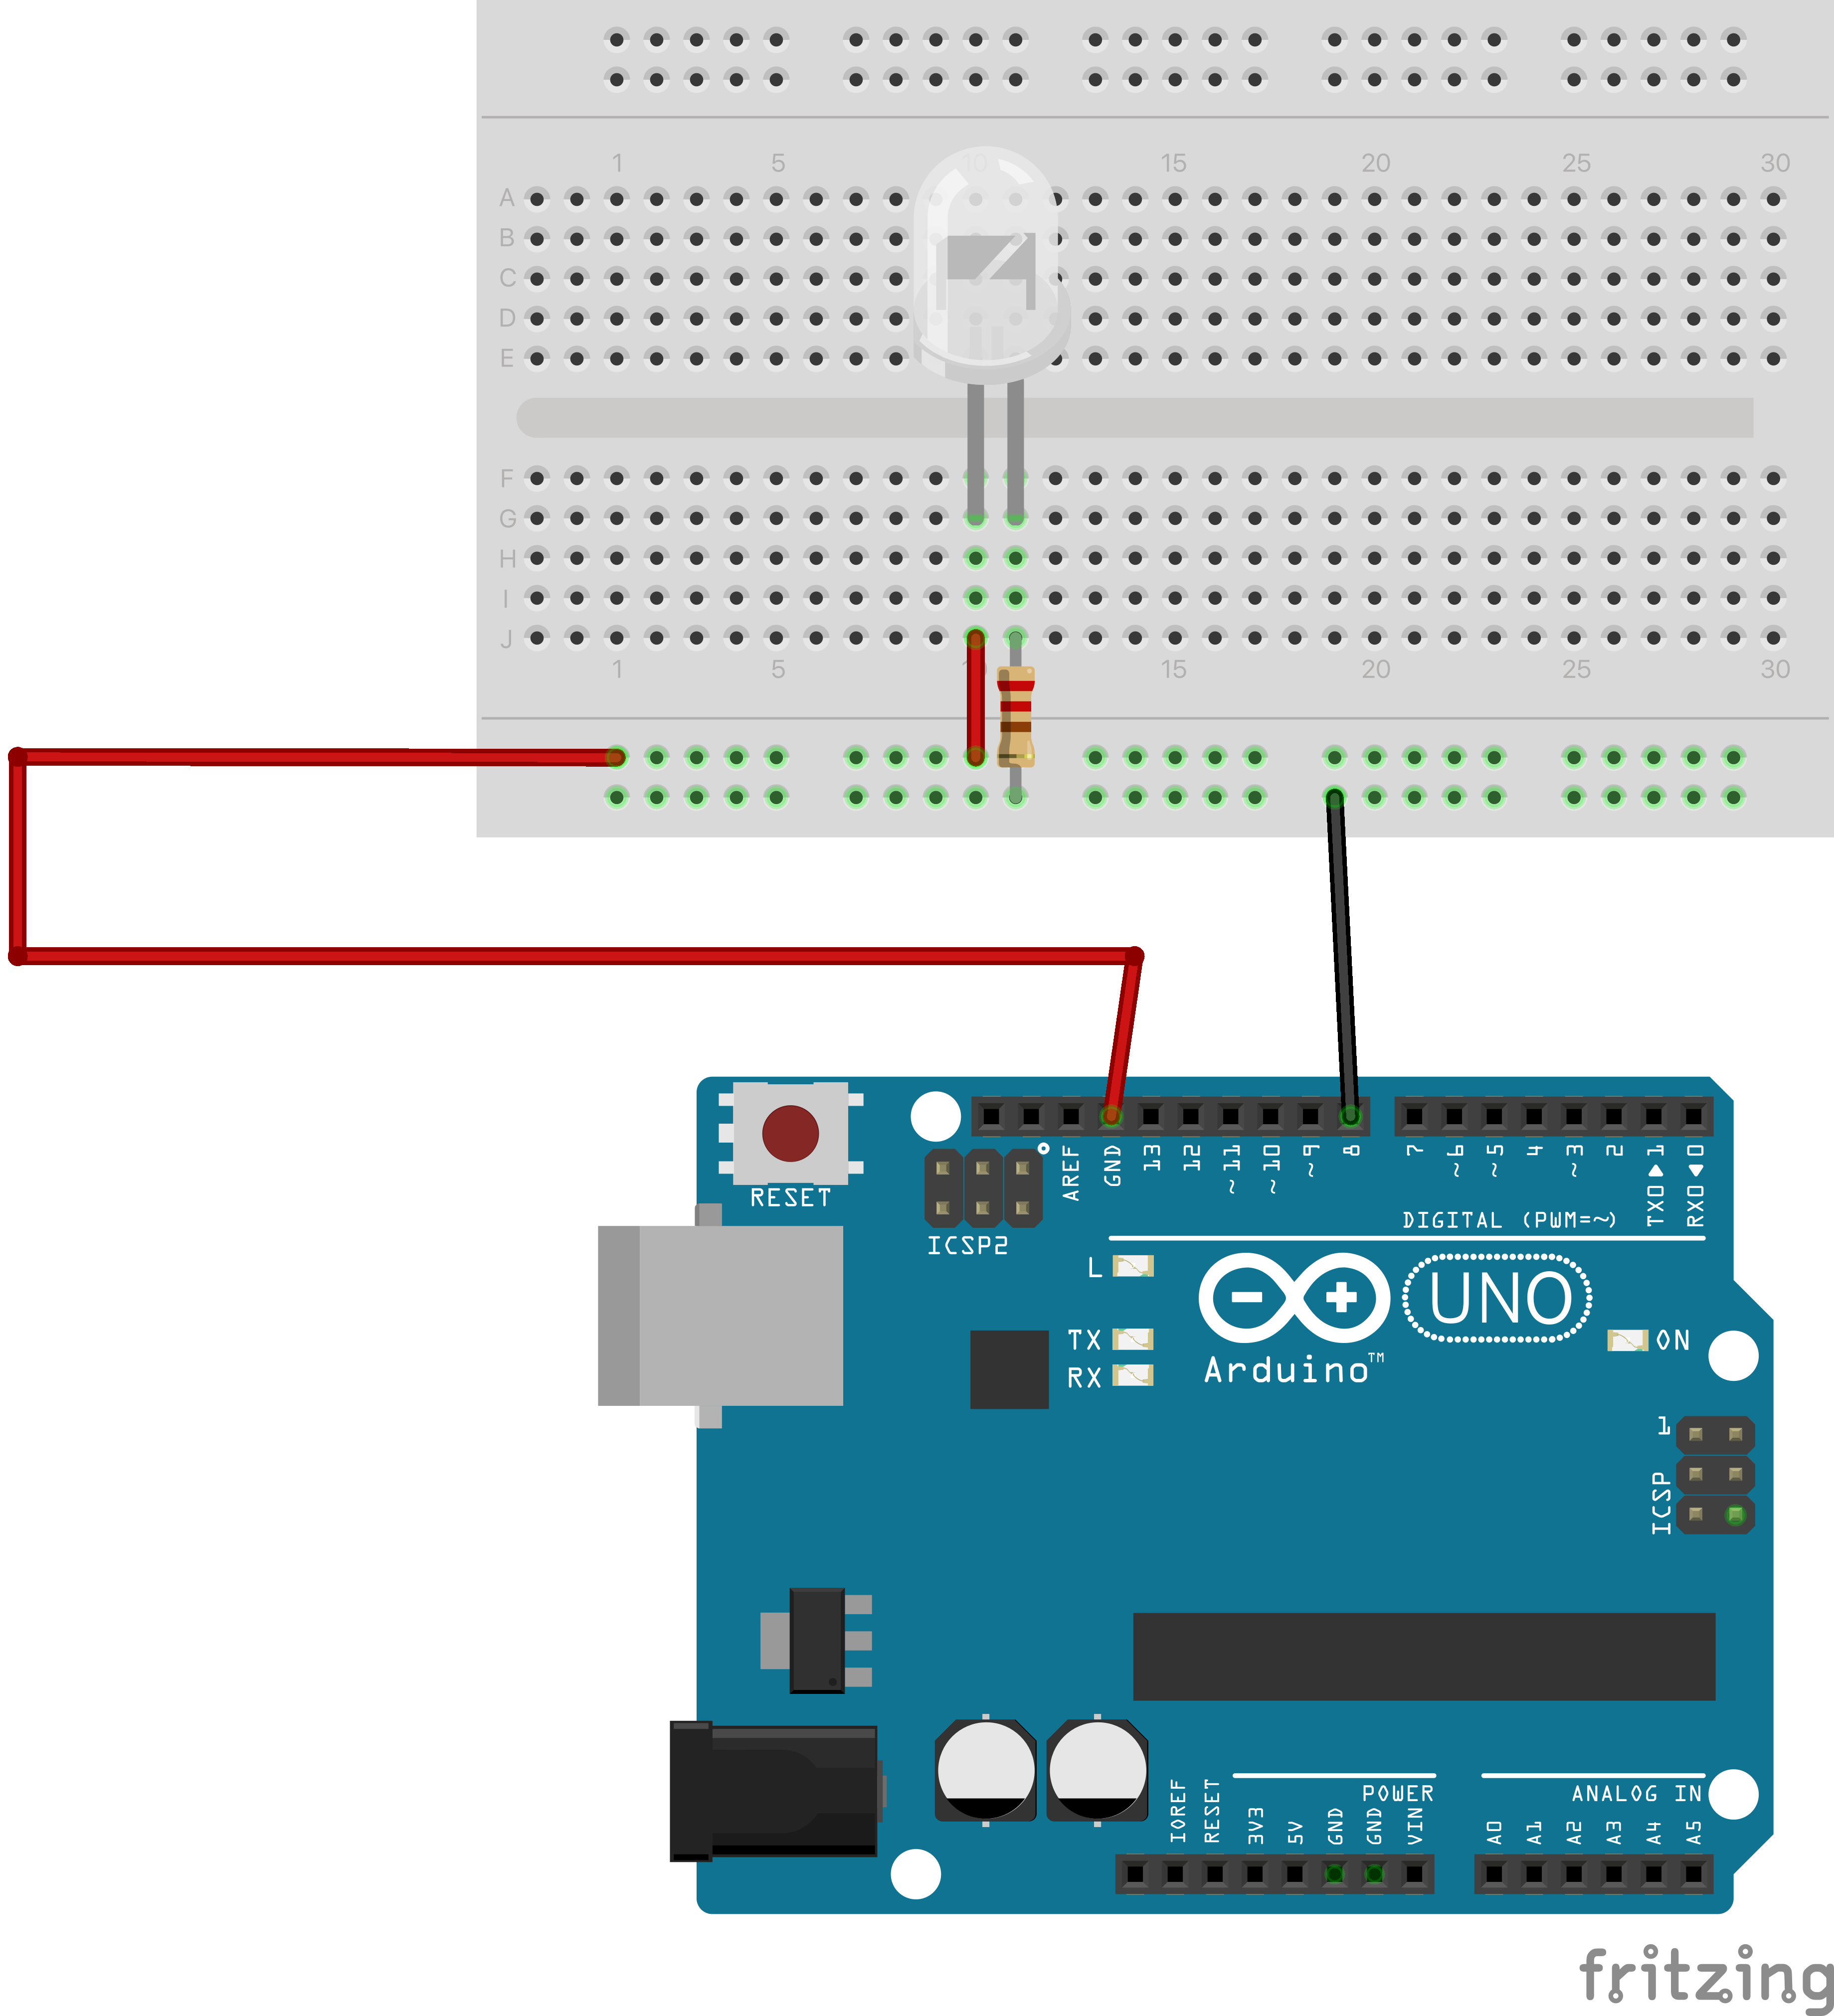 1 5 10 15 20 25 30
A
B
C
D
E
F
G
H
I
J
1 5 15 20 25 30
RESET
ICSP2
AREF
GND
13
12
~11
~10
~9
8
7
~6
~5
4
~3
2
TX0▶1
RX0◀0
DIGITAL (PWM=~)
L
TX
RX
UNO
Arduino™
ON
1
ICSP
IOREF
RESET
3V3
5V
GND
GND
VIN
POWER
ANALOG IN
A0
A1
A2
A3
A4
A5
fritzing